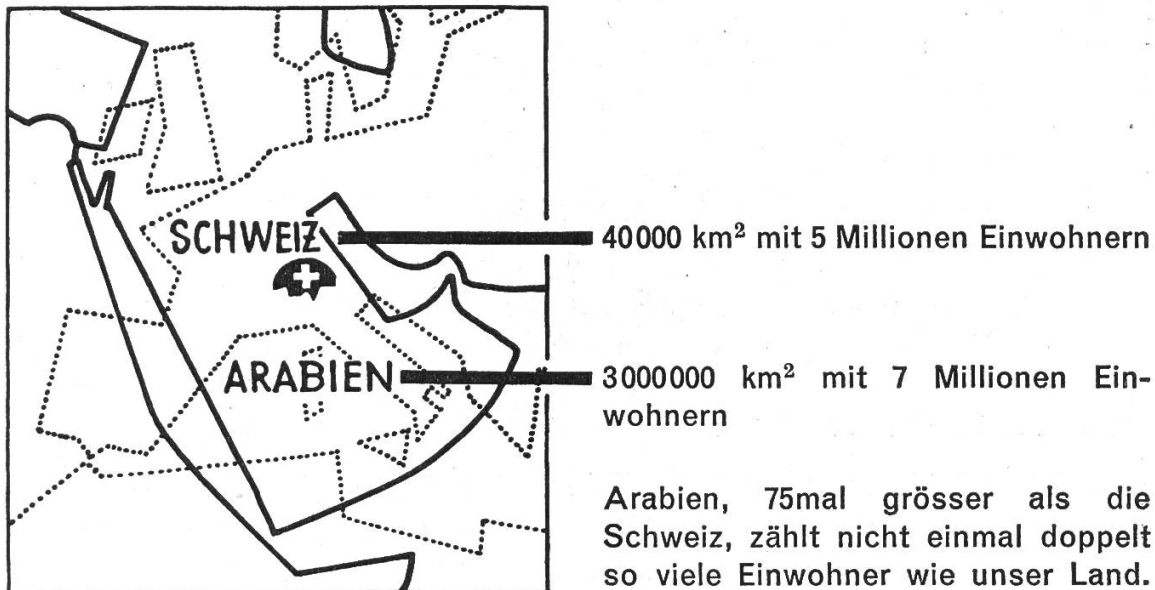 SCHWEIZ
40000 km² mit 5 Millionen Einwohnern
ARABIEN
3000000 km² mit 7 Millionen Ein-
wohnern
Arabien, 75mal grösser als die
Schweiz, zählt nicht einmal doppelt
so viele Einwohner wie unser Land.